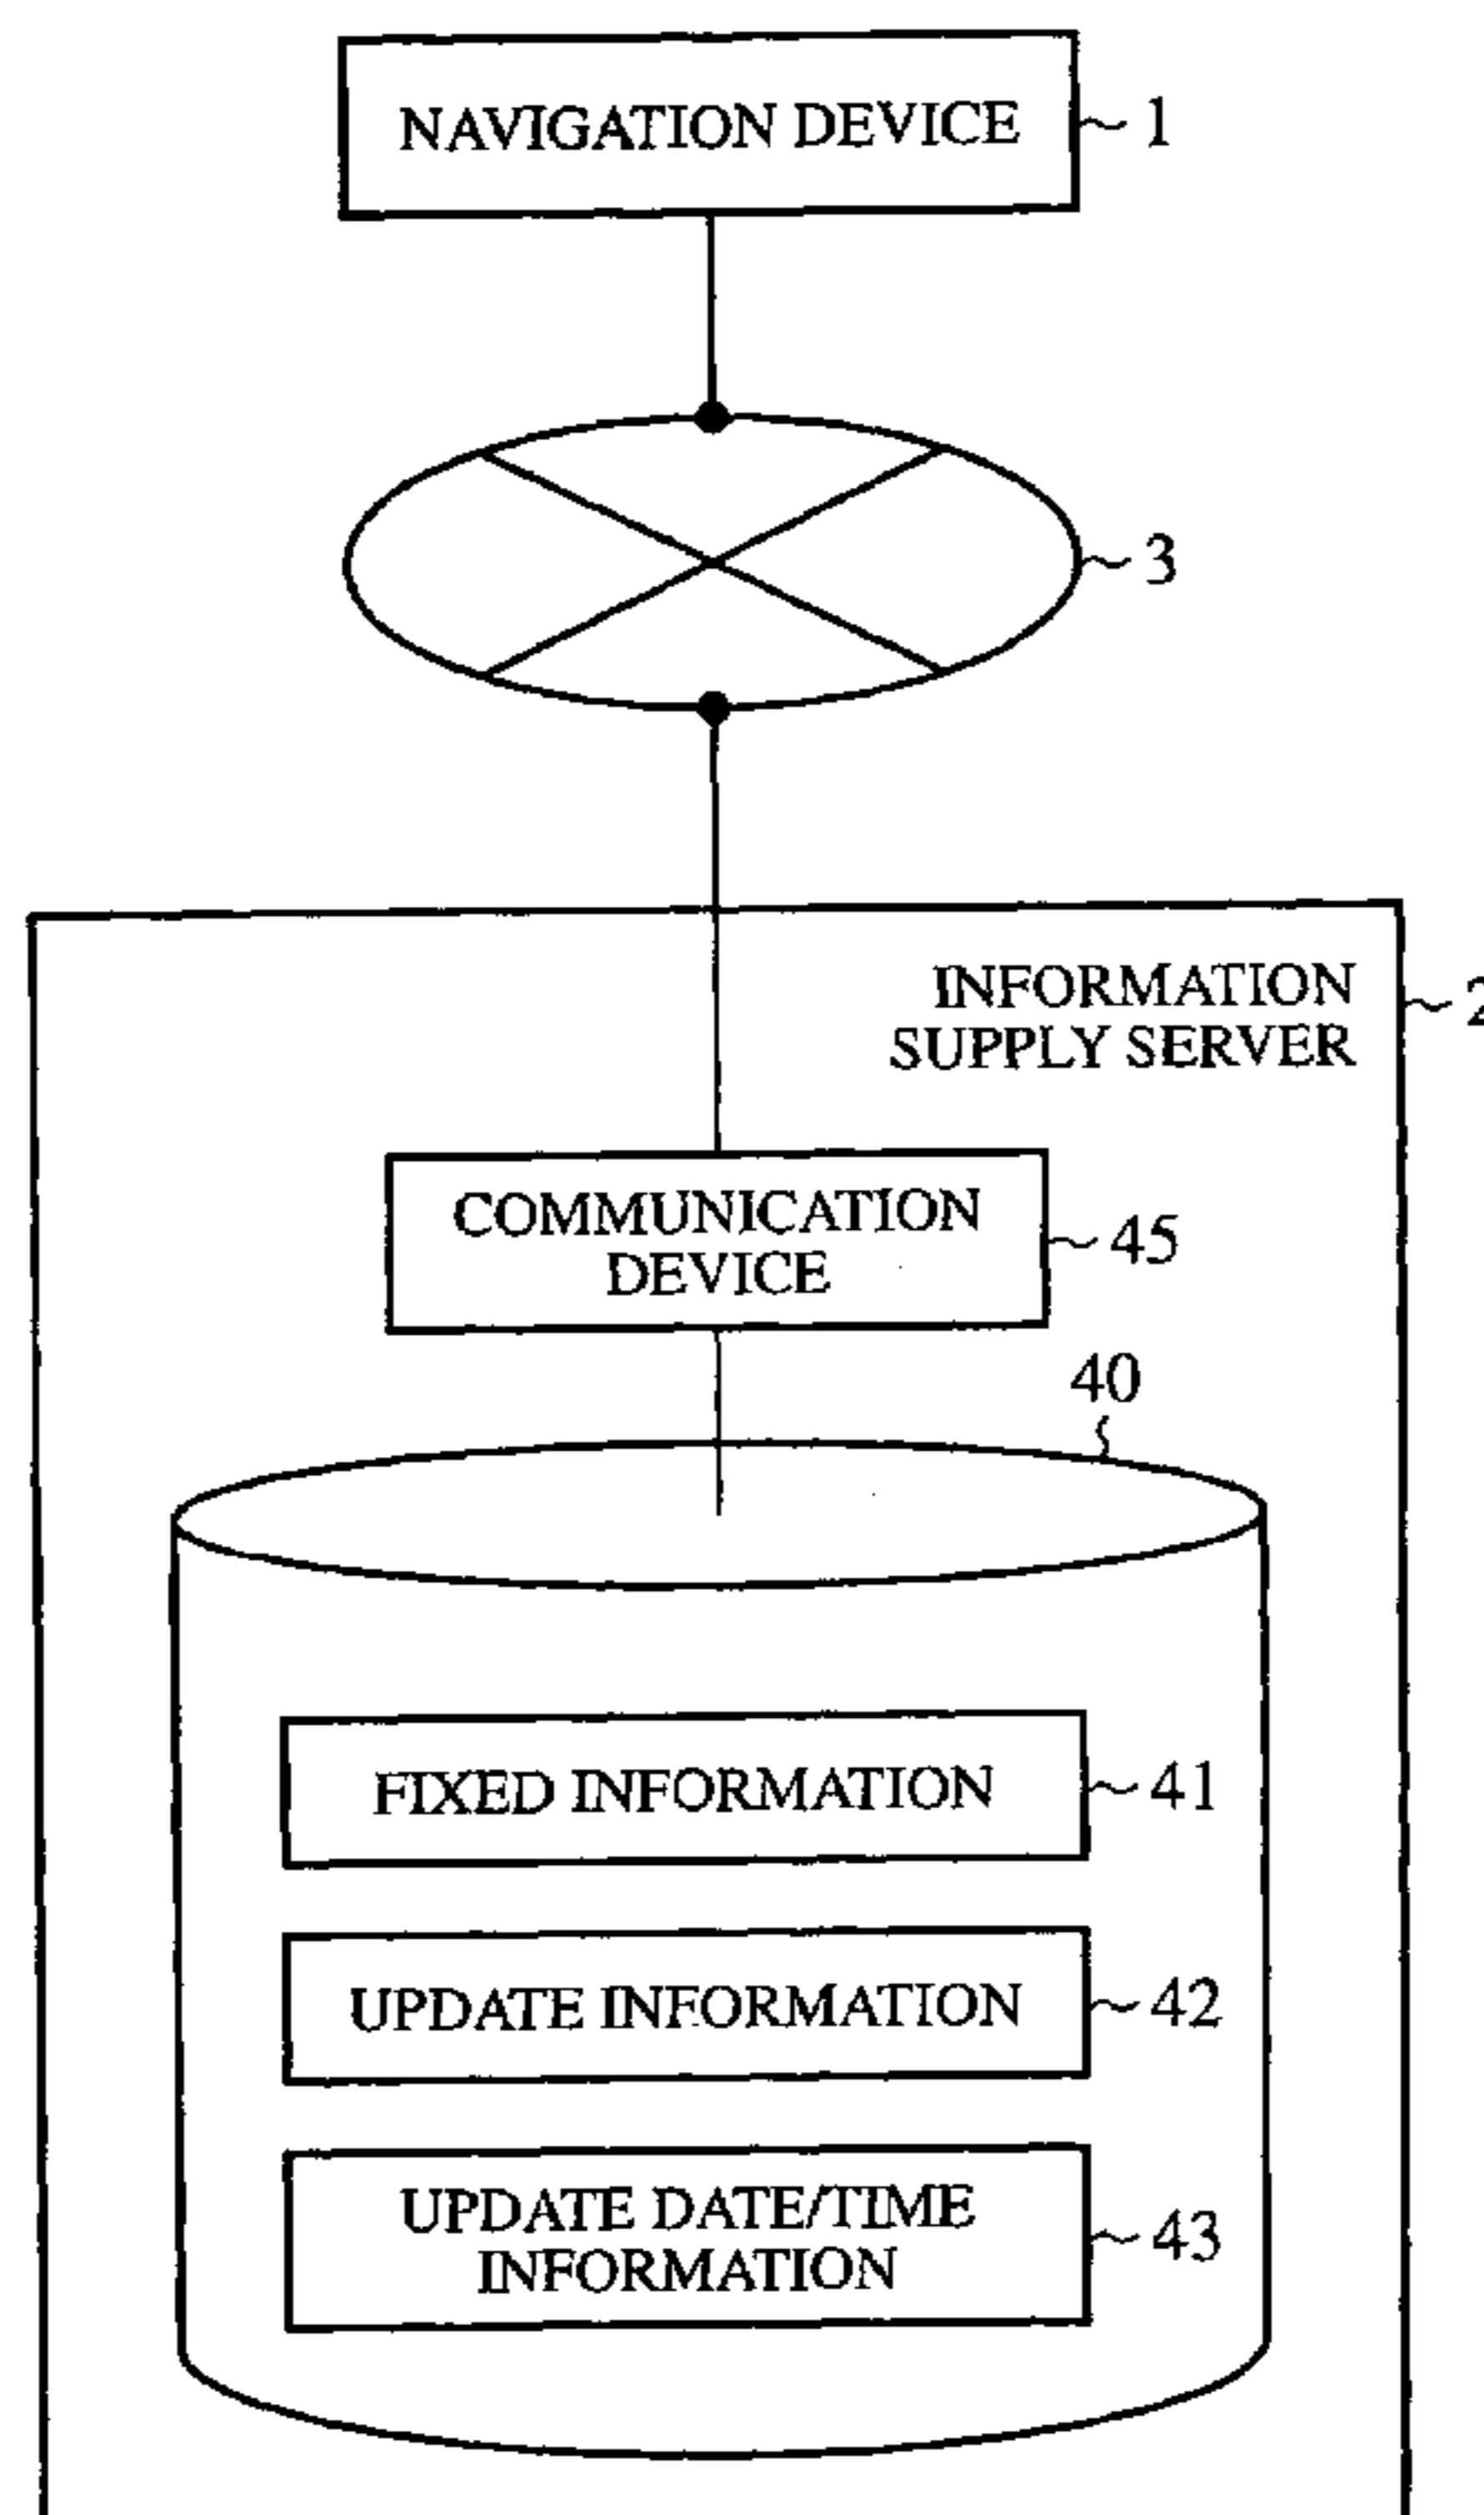 NAVIGATION DEVICE
1
3
INFORMATION
SUPPLY SERVER
2
COMMUNICATION
DEVICE
45
40
FIXED INFORMATION
41
UPDATE INFORMATION
42
UPDATE DATE/TIME
INFORMATION
43